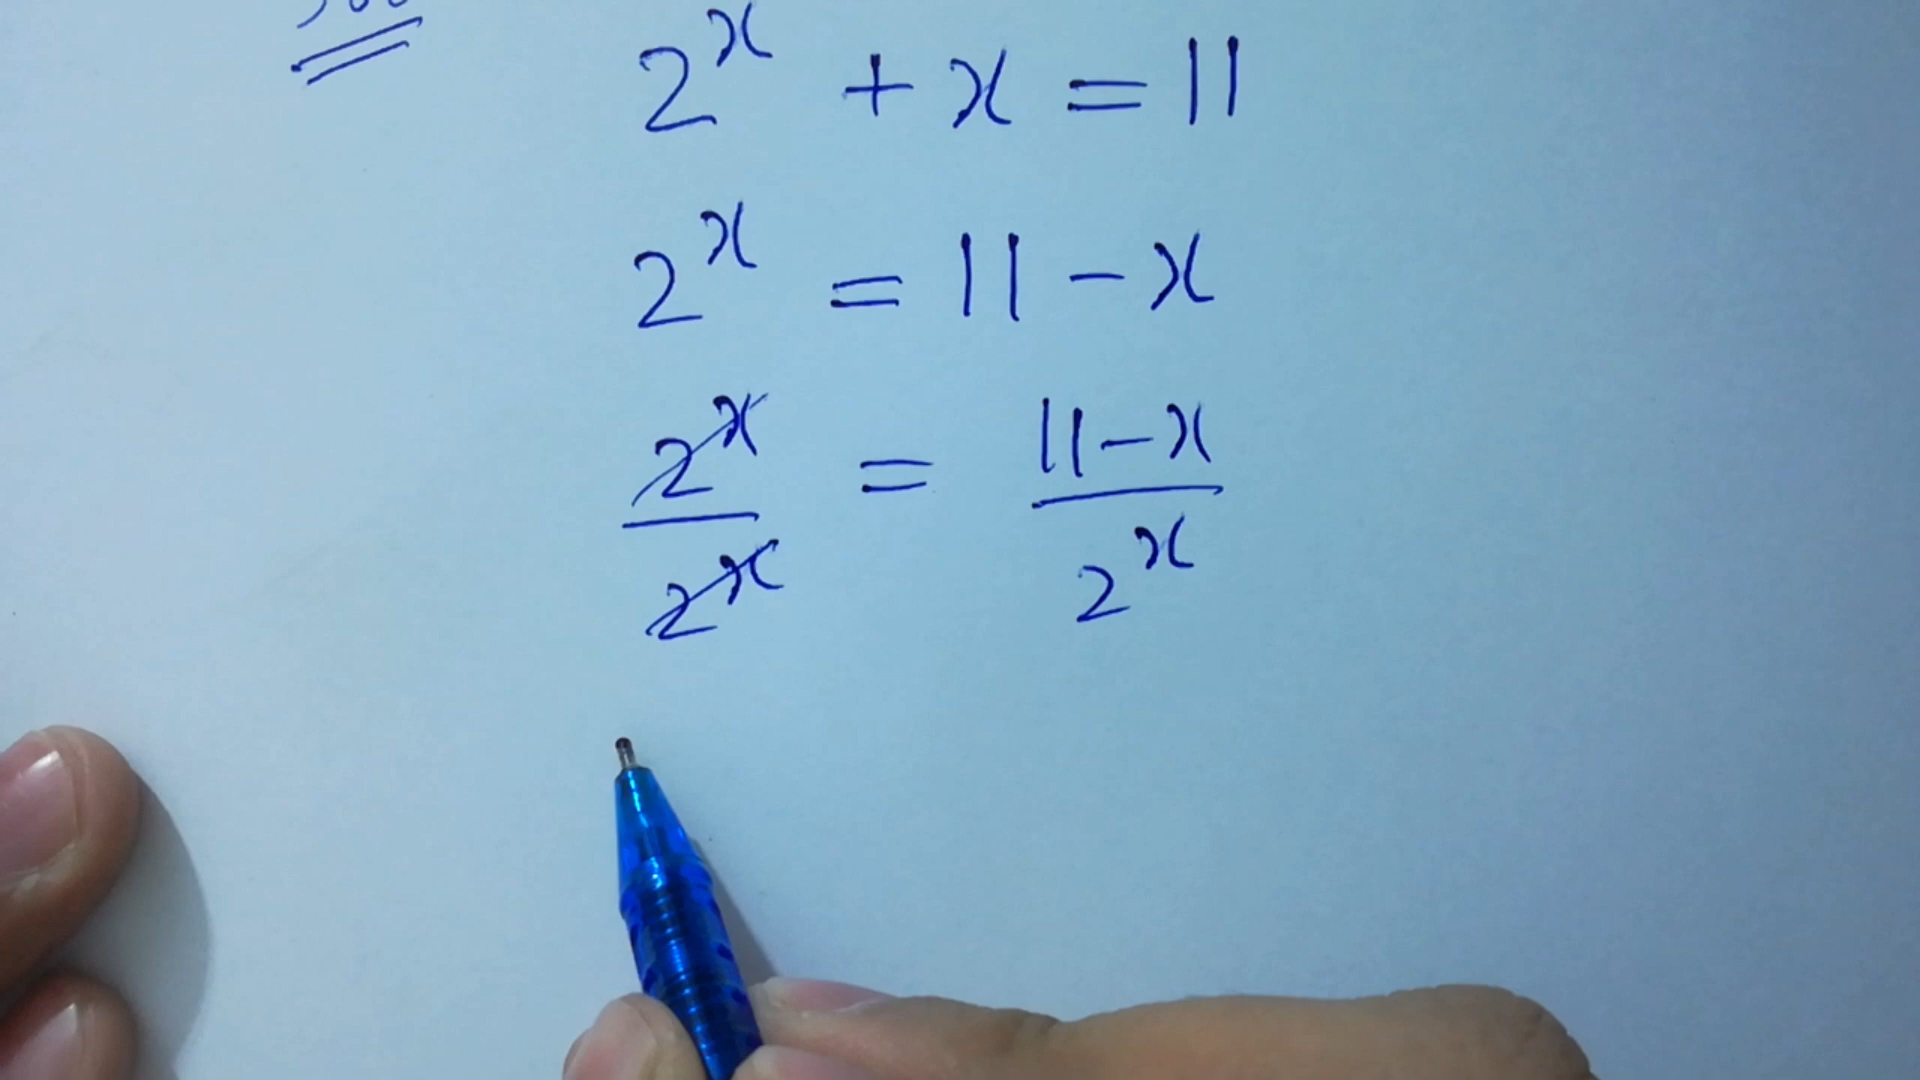 2^x + x = 11
2^x = 11 - x
2^x / 2^x = 11 - x / 2^x